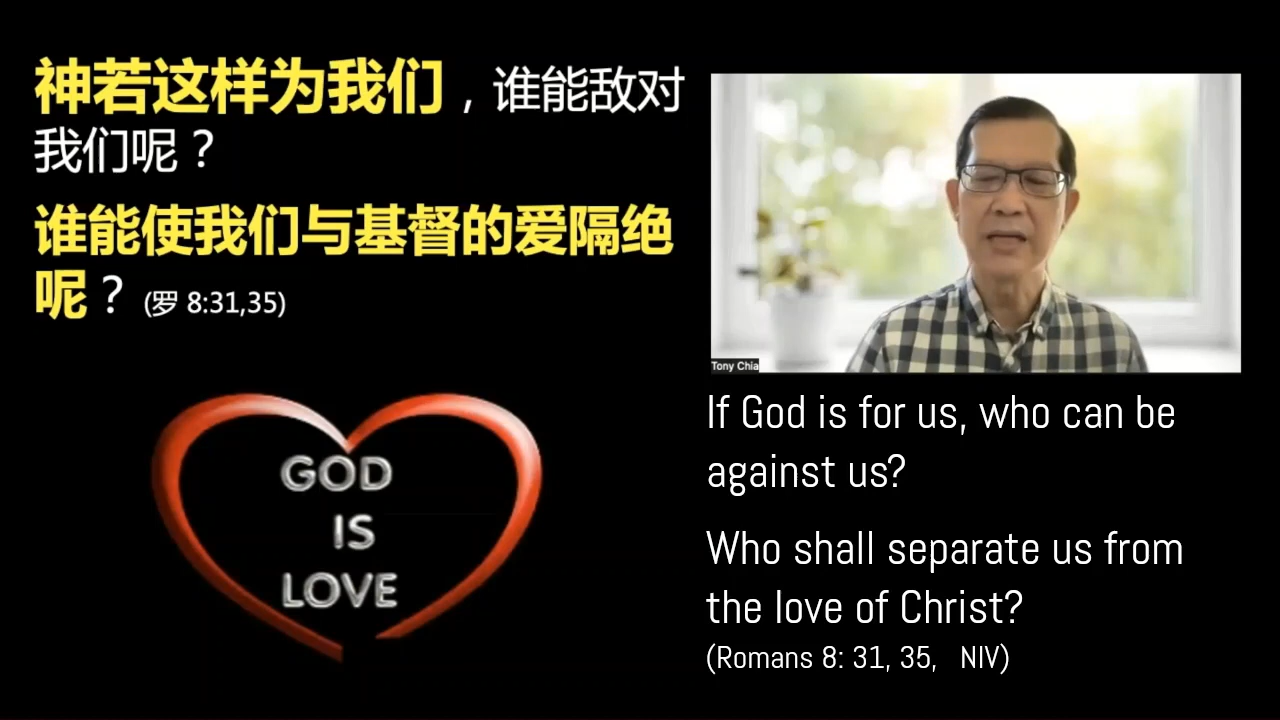 神若这样为我们，谁能敌对
我们呢？
谁能使我们与基督的爱隔绝
呢？(罗 8:31,35)
GOD
IS
LOVE
Tony Chia
If God is for us, who can be
against us?
Who shall separate us from
the love of Christ?
(Romans 8: 31, 35, NIV)